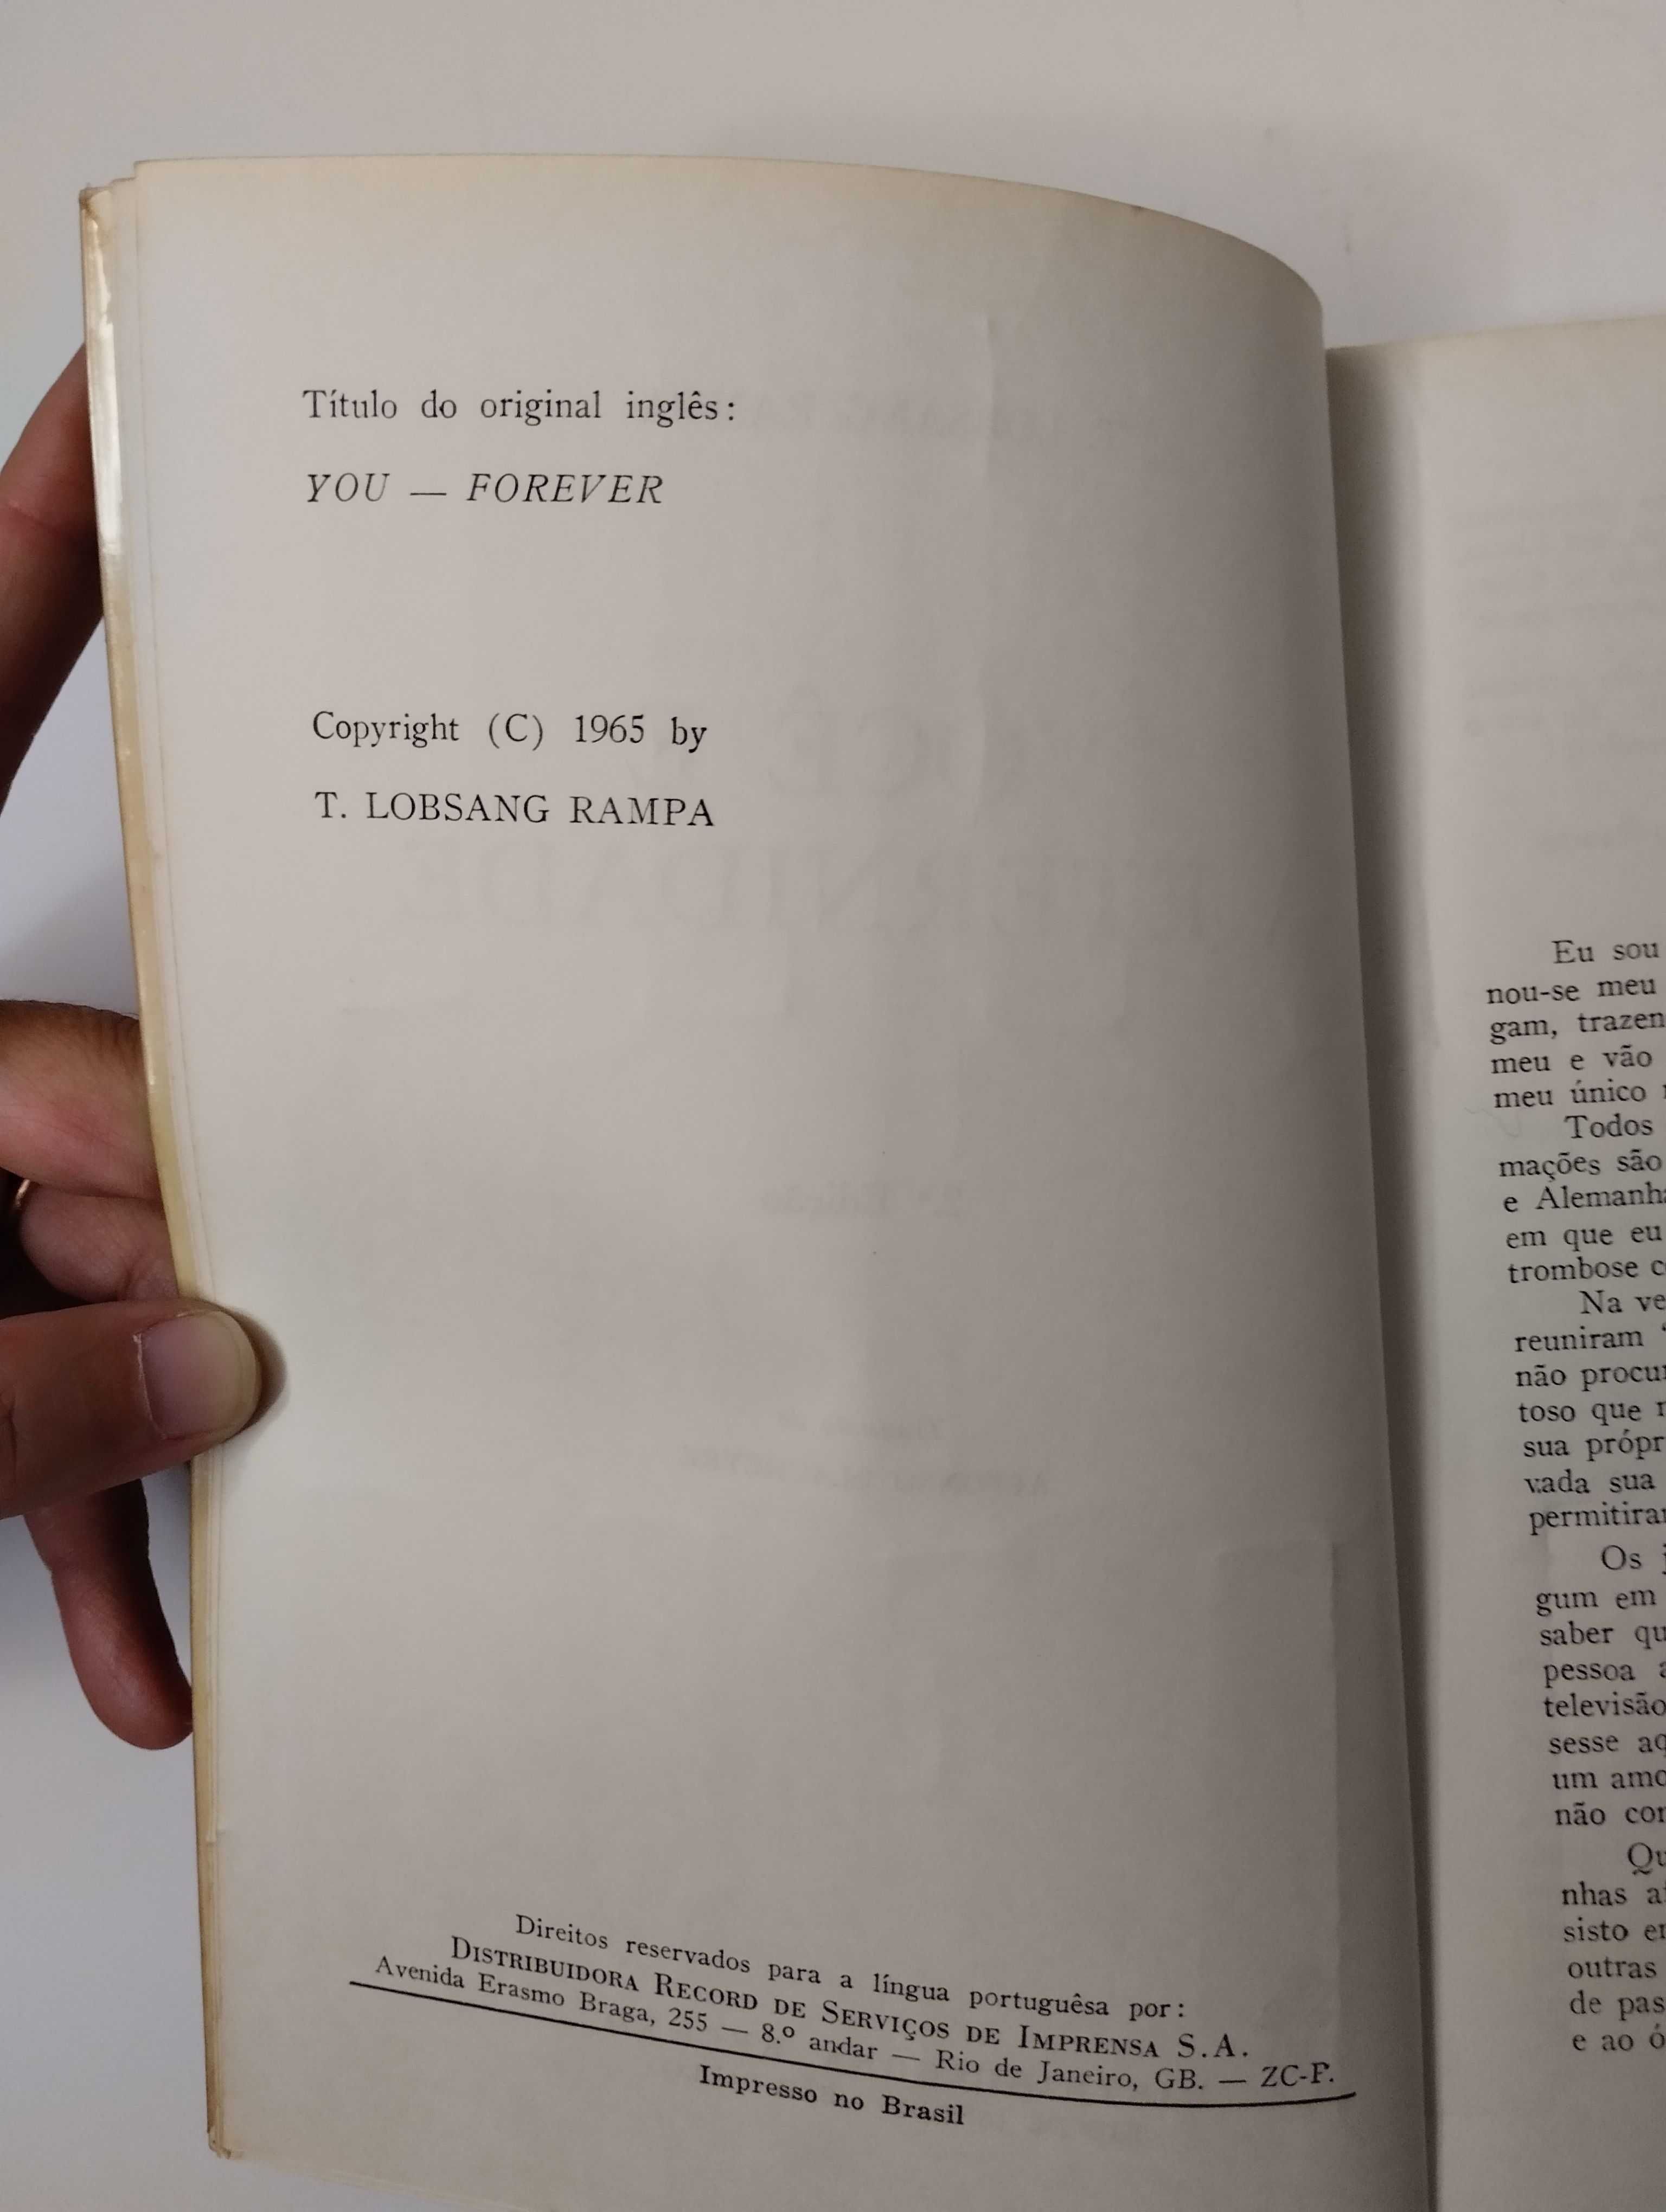 Título do original inglês:
YOU — FOREVER
Copyright (C) 1965 by
T. LOBSANG RAMPA
Direitos reservados para a língua portuguêsa por:
DISTRIBUIDORA RECORD DE SERVIÇOS DE IMPRENSA S.A.
Avenida Erasmo Braga, 255 — 8.º andar — Rio de Janeiro, GB. — ZC-P.
Impresso no Brasil
Eu sou
nou-se meu
gam, trazen
meu e vão
meu único
Todos
mações são
e Alemanha
em que eu
trombose
Na ve
reuniram
não procu
toso que
sua própr
vada sua
permitira
Os
gum em
saber qu
pessoa
televisão
sesse
um amo
não con
Qu
nhas
sisto
outras
de pas
e ao